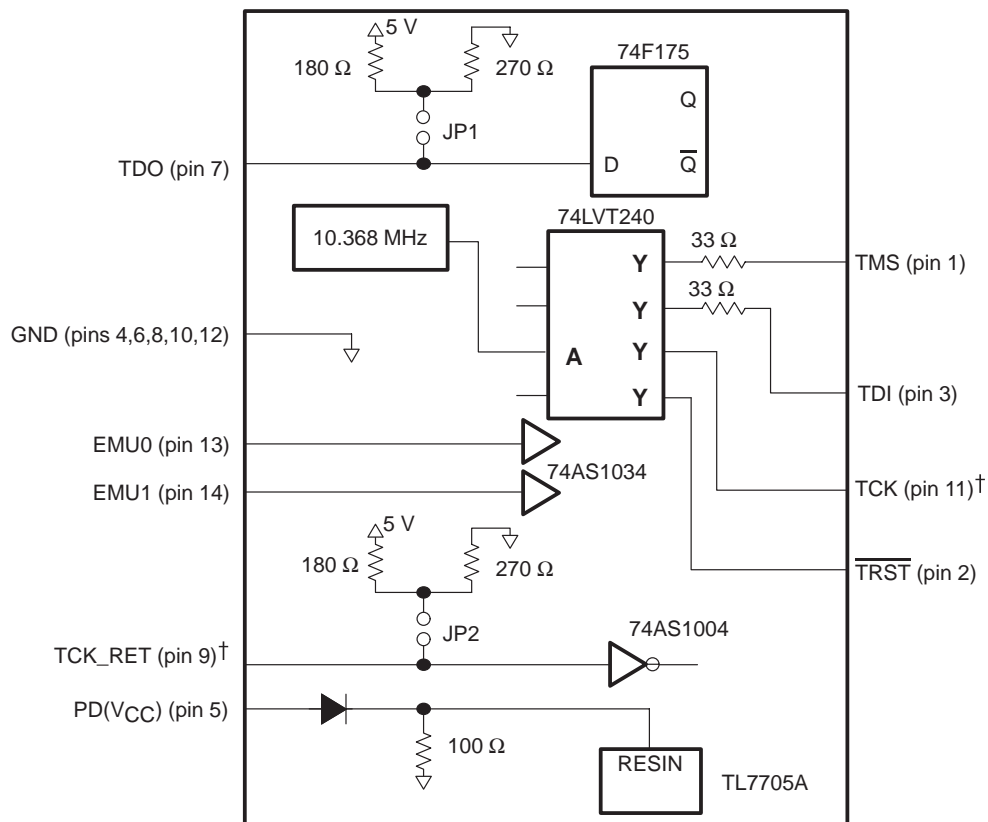 5 V
180 Ω
270 Ω
JP1
74F175
Q
D
Q̅
TDO (pin 7)
74LVT240
10.368 MHz
33 Ω
Y
TMS (pin 1)
33 Ω
Y
GND (pins 4,6,8,10,12)
A
Y
Y
TDI (pin 3)
EMU0 (pin 13)
74AS1034
EMU1 (pin 14)
TCK (pin 11)†
5 V
180 Ω
270 Ω
T̅R̅S̅T̅ (pin 2)
JP2
74AS1004
TCK_RET (pin 9)†
PD(VCC) (pin 5)
100 Ω
RESIN
TL7705A